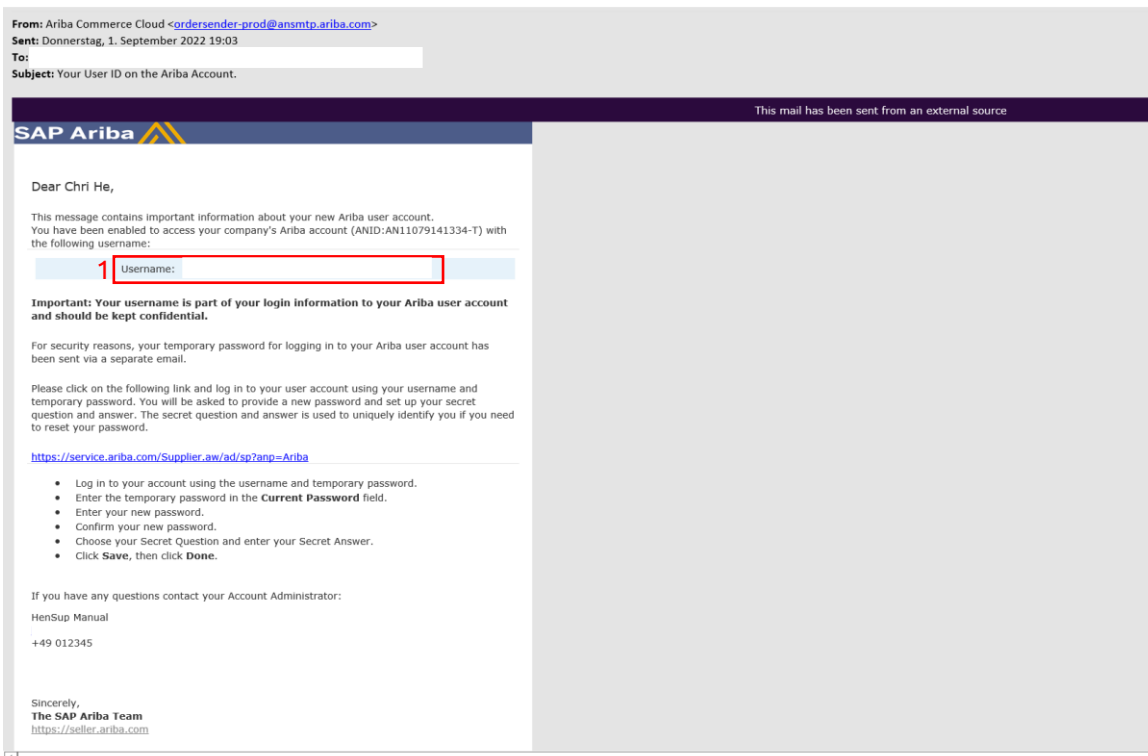 From: Ariba Commerce Cloud <ordersender-prod@ansmtp.ariba.com>
Sent: Donnerstag, 1. September 2022 19:03
To:
Subject: Your User ID on the Ariba Account.
This mail has been sent from an external source
SAP Ariba
Dear Chri He,
This message contains important information about your new Ariba user account.
You have been enabled to access your company's Ariba account (ANID:AN11079141334-T) with
the following username:
1 Username:
Important: Your username is part of your login information to your Ariba user account
and should be kept confidential.
For security reasons, your temporary password for logging in to your Ariba user account has
been sent via a separate email.
Please click on the following link and log in to your user account using your username and
temporary password. You will be asked to provide a new password and set up your secret
question and answer. The secret question and answer is used to uniquely identify you if you need
to reset your password.
https://service.ariba.com/Supplier.aw/ad/sp?anp=Ariba
• Log in to your account using the username and temporary password.
• Enter the temporary password in the Current Password field.
• Enter your new password.
• Confirm your new password.
• Choose your Secret Question and enter your Secret Answer.
• Click Save, then click Done.
If you have any questions contact your Account Administrator:
HenSup Manual
+49 012345
Sincerely,
The SAP Ariba Team
https://seller.ariba.com